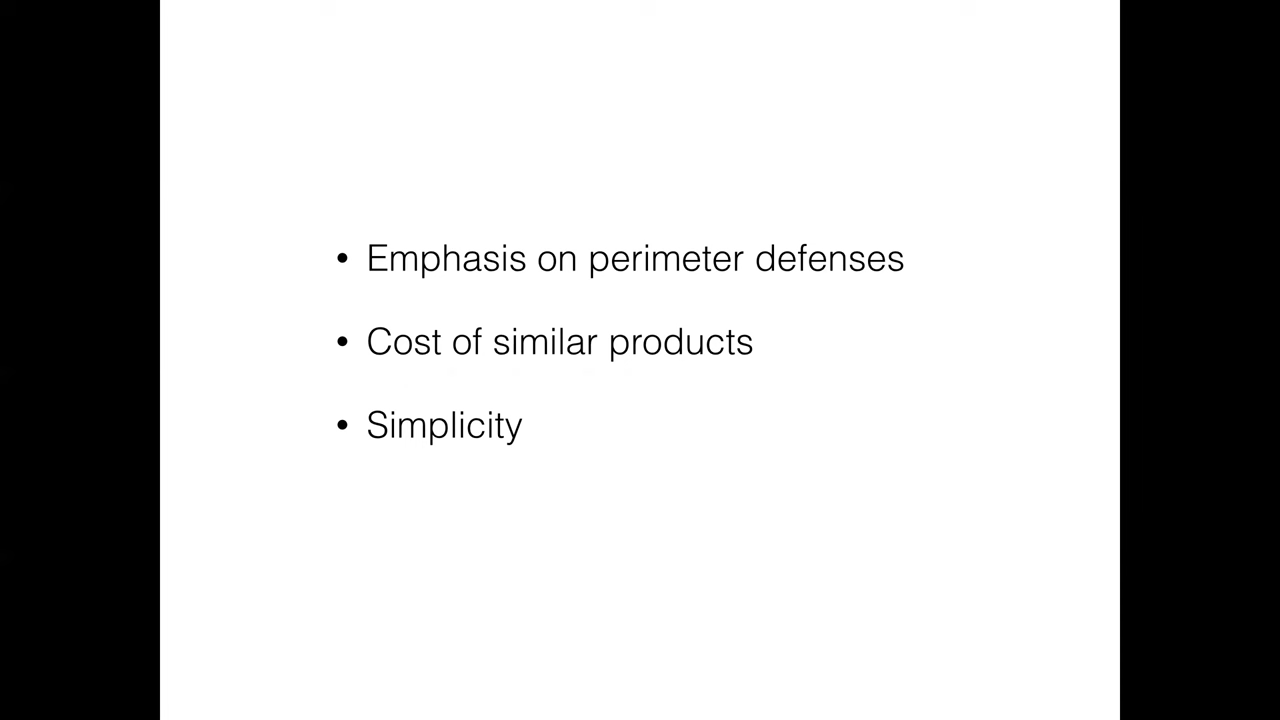 • Emphasis on perimeter defenses
• Cost of similar products
• Simplicity